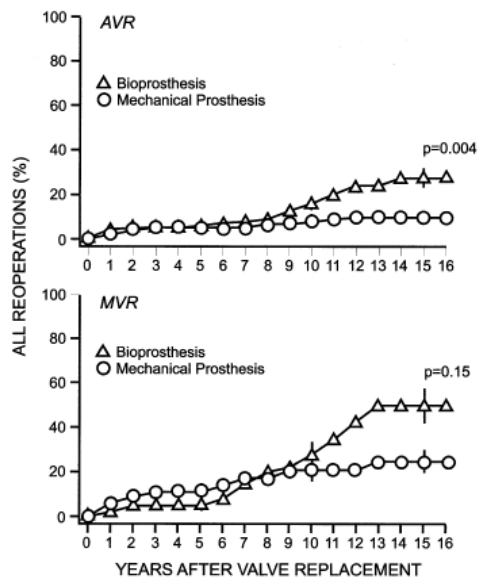 AVR
100
80
60
40
20
0
Bioprosthesis
Mechanical Prosthesis
p=0.004
0 1 2 3 4 5 6 7 8 9 10 11 12 13 14 15 16
ALL REOPERATIONS (%)
MVR
100
80
60
40
20
0
Bioprosthesis
Mechanical Prosthesis
p=0.15
0 1 2 3 4 5 6 7 8 9 10 11 12 13 14 15 16
YEARS AFTER VALVE REPLACEMENT